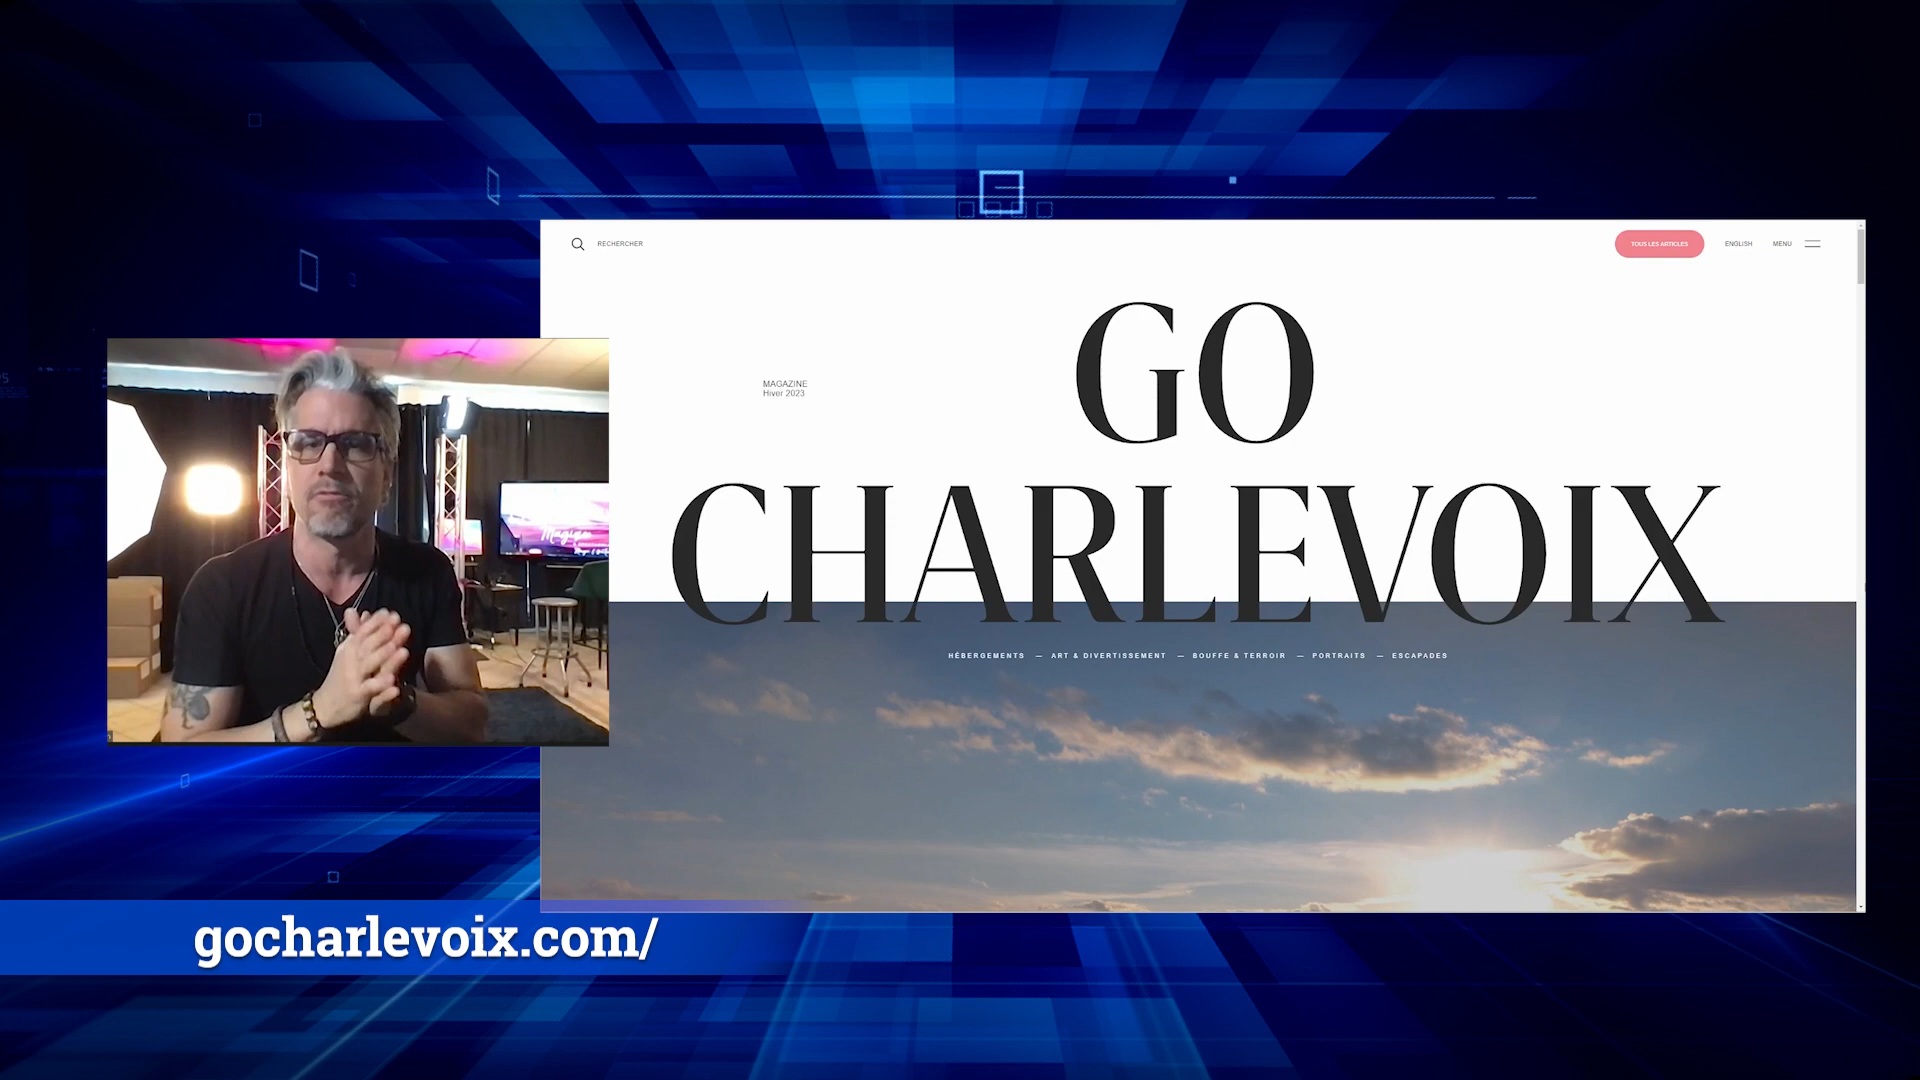 RECHERCHER
TOUS LES ARTICLES
ENGLISH
MENU
MAGAZINE
Hiver 2023
GO
CHARLEVOIX
HÉBERGEMENTS — ART & DIVERTISSEMENT — BOUFFE & TERROIR — PORTRAITS — ESCAPADES
gocharlevoix.com/